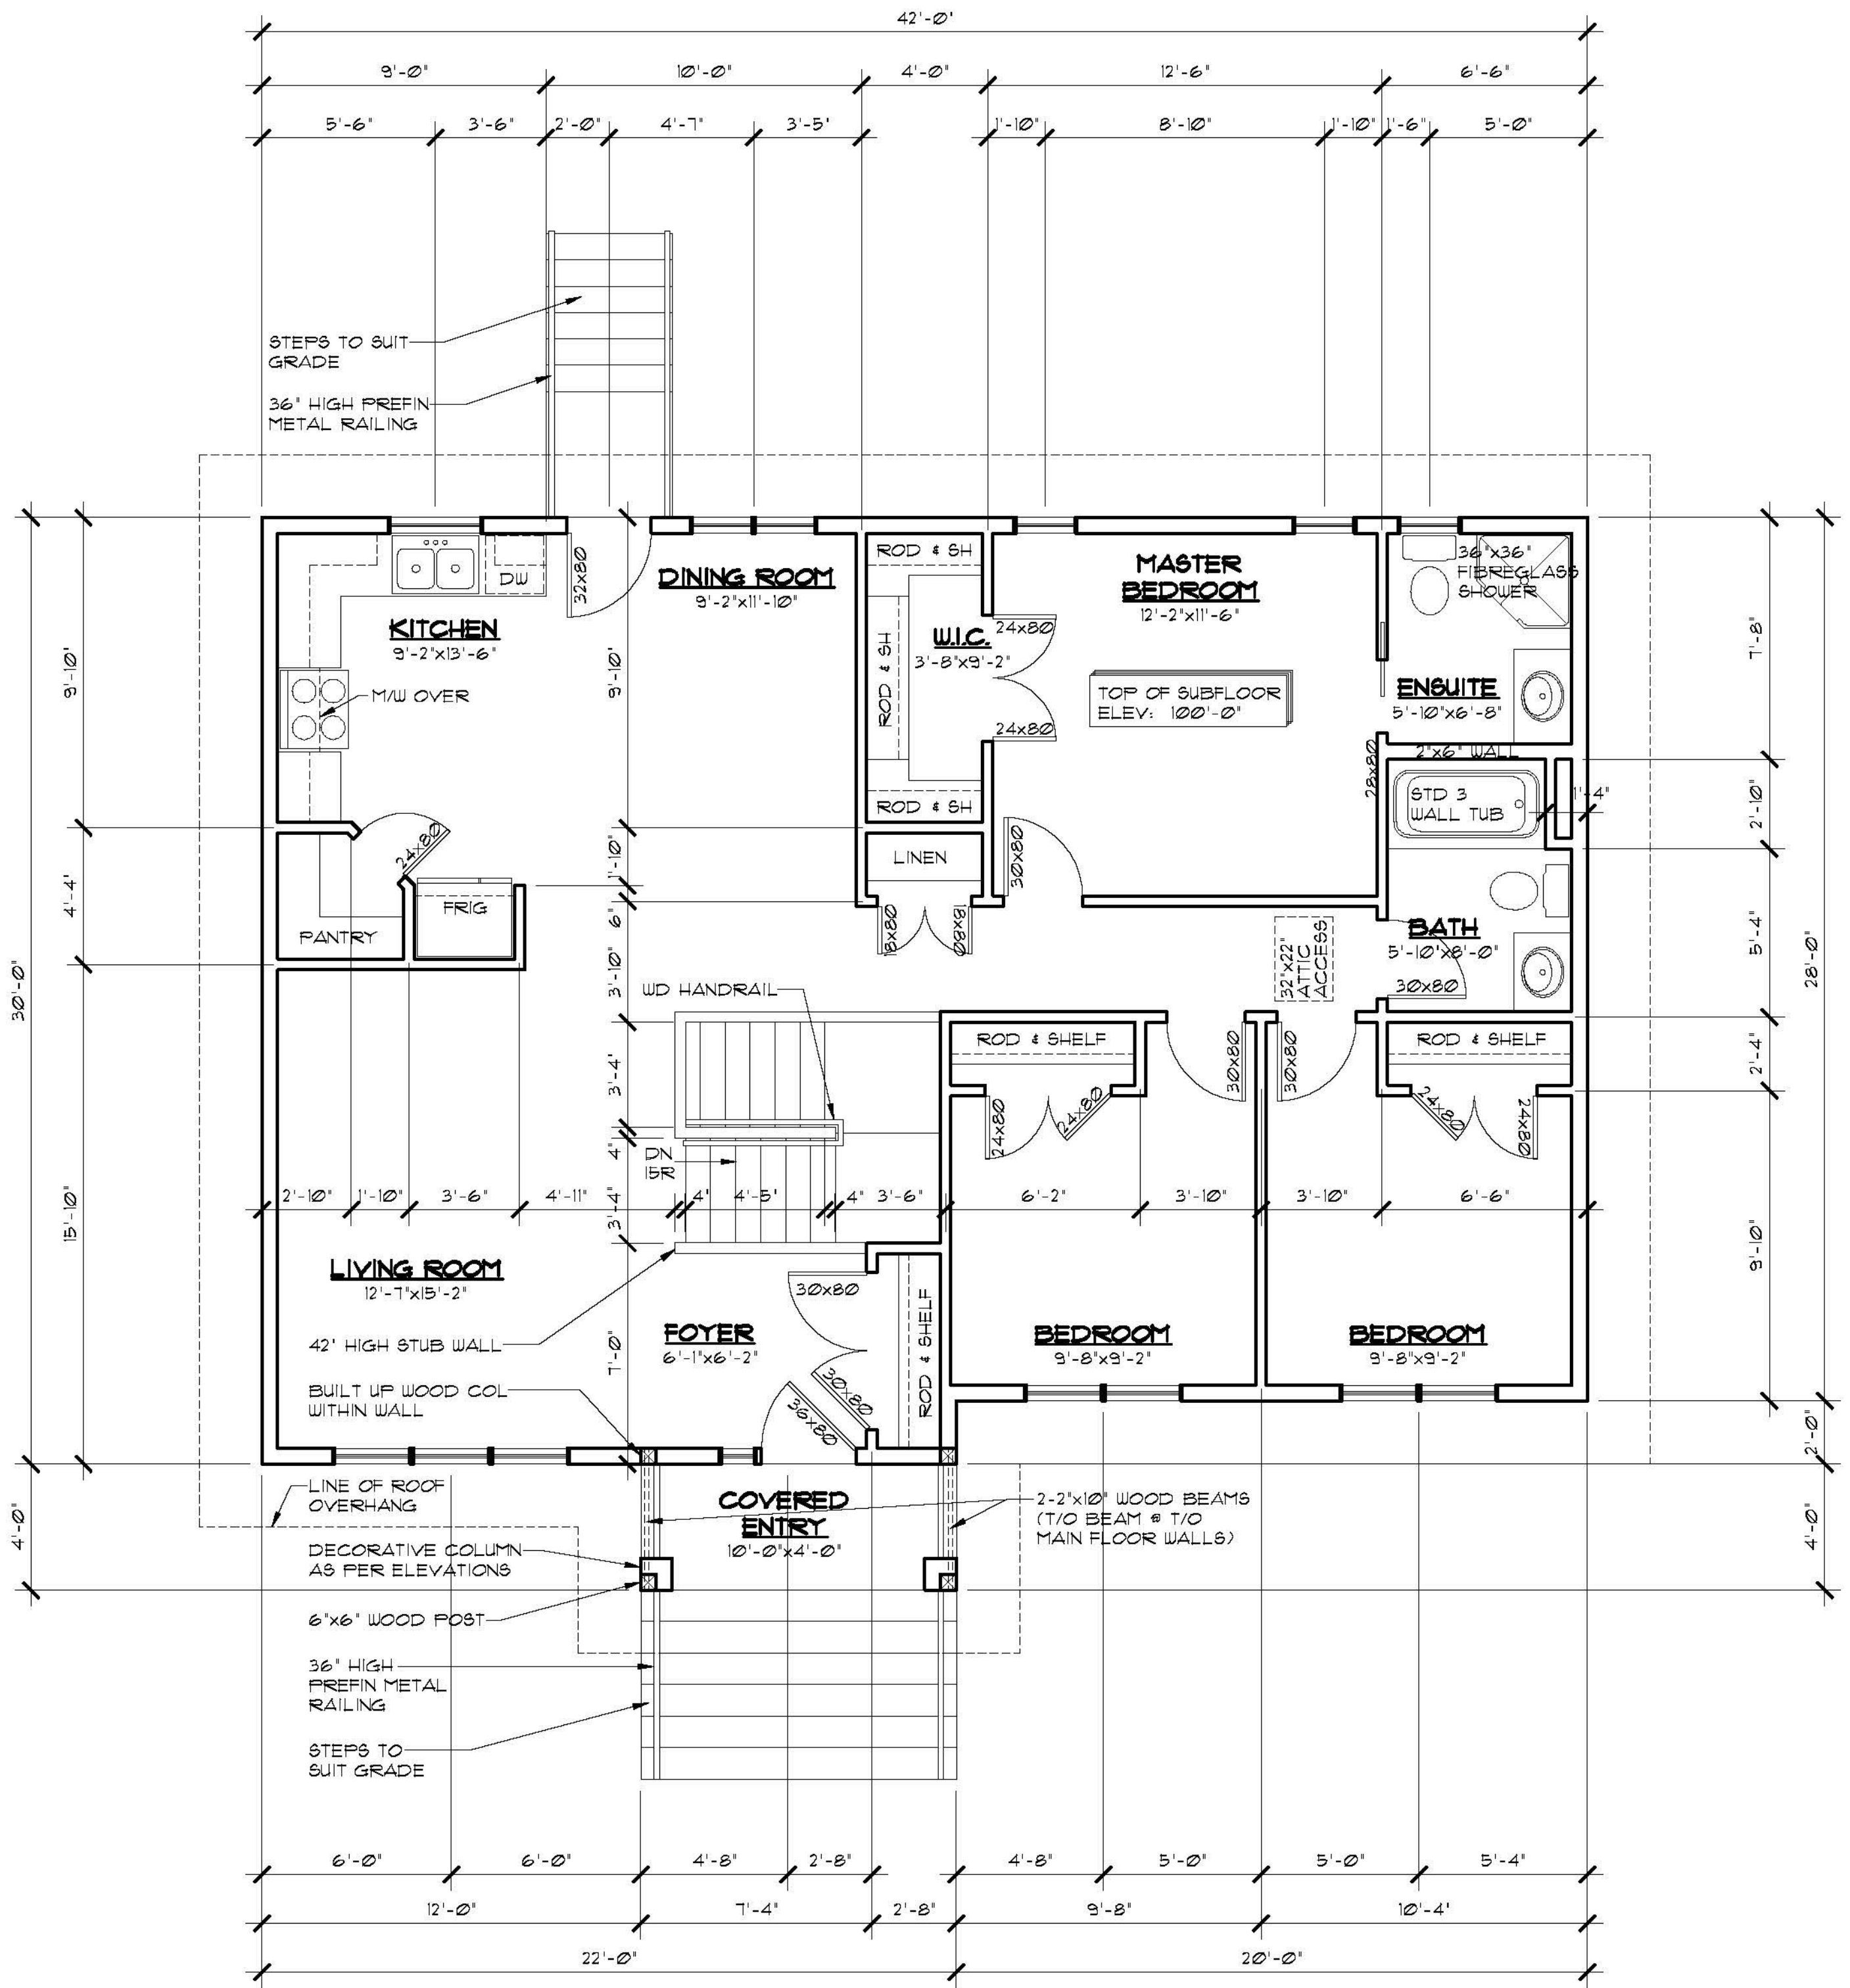 42'-0"
9'-0"
10'-0"
4'-0"
12'-6"
6'-6"
5'-6"
3'-6"
2'-0"
4'-7"
3'-5"
1'-10"
8'-10"
1'-10"
1'-6"
5'-0"
STEPS TO SUIT
GRADE
36" HIGH PREFIN
METAL RAILING
DW
32x80
DINING ROOM
9'-2"x11'-10"
KITCHEN
9'-2"x13'-6"
M/W OVER
ROD & SH
ROD & SH
ROD & SH
W.I.C.
3'-8"x9'-2"
24x80
24x80
MASTER
BEDROOM
12'-2"x11'-6"
TOP OF SUBFLOOR
ELEV: 100'-0"
36"x36"
FIBREGLASS
SHOWER
ENSUITE
5'-10"x6'-8"
2"x6" WALL
28x80
STD 3
WALL TUB
1'-4"
9'-10"
9'-10"
7'-8"
2'-10"
24x80
FRIG
PANTRY
LINEN
18x80
18x80
30x80
32"x22"
ATTIC
ACCESS
BATH
5'-10"x8'-0"
30x80
4'-4"
1'-10"
6"
3'-10"
5'-4"
28'-0"
30'-0"
WD HANDRAIL
ROD & SHELF
30x80
30x80
ROD & SHELF
2'-4"
3'-4"
24x80
24x80
24x80
24x80
4"
DN
15R
2'-10"
1'-10"
3'-6"
4'-11"
4"
4'-5"
4"
3'-6"
6'-2"
3'-10"
3'-10"
6'-6"
3'-4"
15'-10"
9'-10"
LIVING ROOM
12'-7"x15'-2"
30x80
42" HIGH STUB WALL
FOYER
6'-1"x6'-2"
7'-0"
ROD & SHELF
BEDROOM
9'-8"x9'-2"
BEDROOM
9'-8"x9'-2"
30x80
36x80
BUILT UP WOOD COL
WITHIN WALL
2'-0"
LINE OF ROOF
OVERHANG
COVERED
ENTRY
10'-0"x4'-0"
2-2"x10" WOOD BEAMS
(T/O BEAM @ T/O
MAIN FLOOR WALLS)
4'-0"
4'-0"
DECORATIVE COLUMN
AS PER ELEVATIONS
6"x6" WOOD POST
36" HIGH
PREFIN METAL
RAILING
STEPS TO
SUIT GRADE
6'-0"
6'-0"
4'-8"
2'-8"
4'-8"
5'-0"
5'-0"
5'-4"
12'-0"
7'-4"
2'-8"
9'-8"
10'-4"
22'-0"
20'-0"